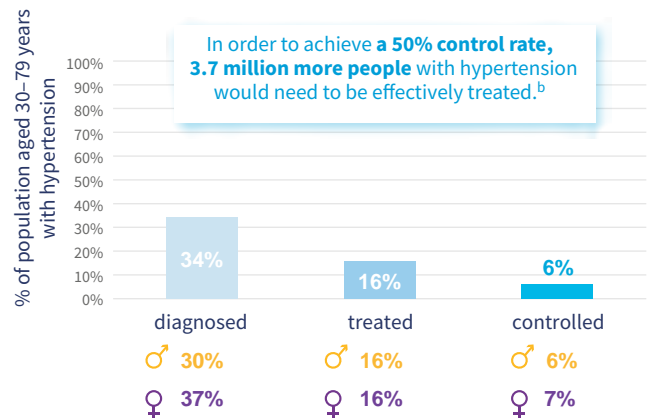 In order to achieve a 50% control rate,
3.7 million more people with hypertension
would need to be effectively treated.b
% of population aged 30–79 years
with hypertension
100%
90%
80%
70%
60%
50%
40%
30%
20%
10%
0%
34%
16%
6%
diagnosed treated controlled
♂ 30% ♂ 16% ♂ 6%
♀ 37% ♀ 16% ♀ 7%